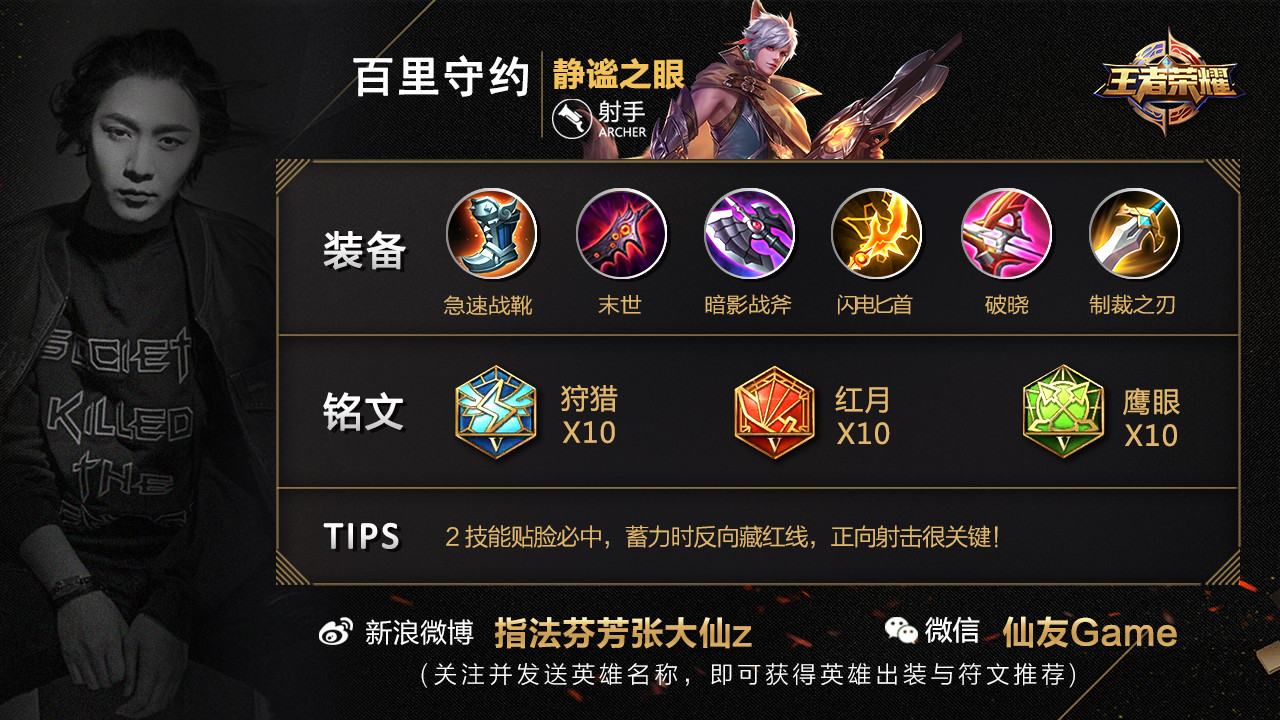 百里守约
静谧之眼
射手
ARCHER
王者荣耀
装备
急速战靴 末世 暗影战斧 闪电匕首 破晓 制裁之刃
铭文
V
狩猎
X10
V
红月
X10
V
鹰眼
X10
TIPS
2 技能贴脸必中，蓄力时反向藏红线，正向射击很关键！
SOCIETY
KILLED
THE
新浪微博 指法芬芳张大仙z
微信 仙友Game
（关注并发送英雄名称，即可获得英雄出装与符文推荐）